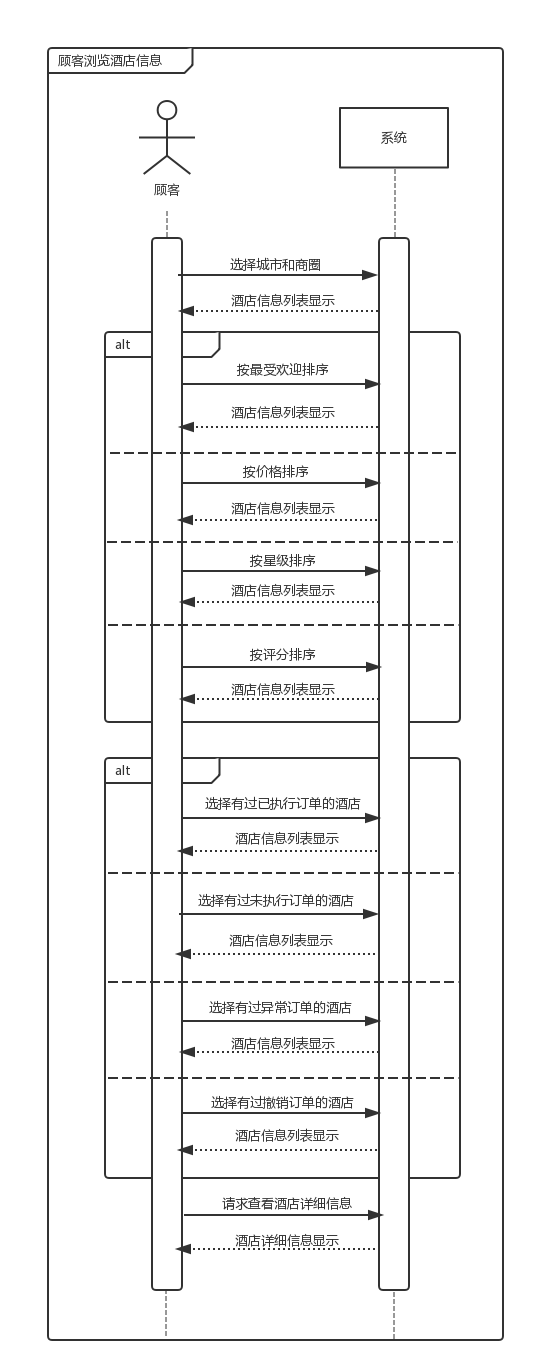 顾客浏览酒店信息
系统
顾客
选择城市和商圈
酒店信息列表显示
alt
按最受欢迎排序
酒店信息列表显示
按价格排序
酒店信息列表显示
按星级排序
酒店信息列表显示
按评分排序
酒店信息列表显示
alt
选择有过已执行订单的酒店
酒店信息列表显示
选择有过未执行订单的酒店
酒店信息列表显示
选择有过异常订单的酒店
酒店信息列表显示
选择有过撤销订单的酒店
酒店信息列表显示
请求查看酒店详细信息
酒店详细信息显示